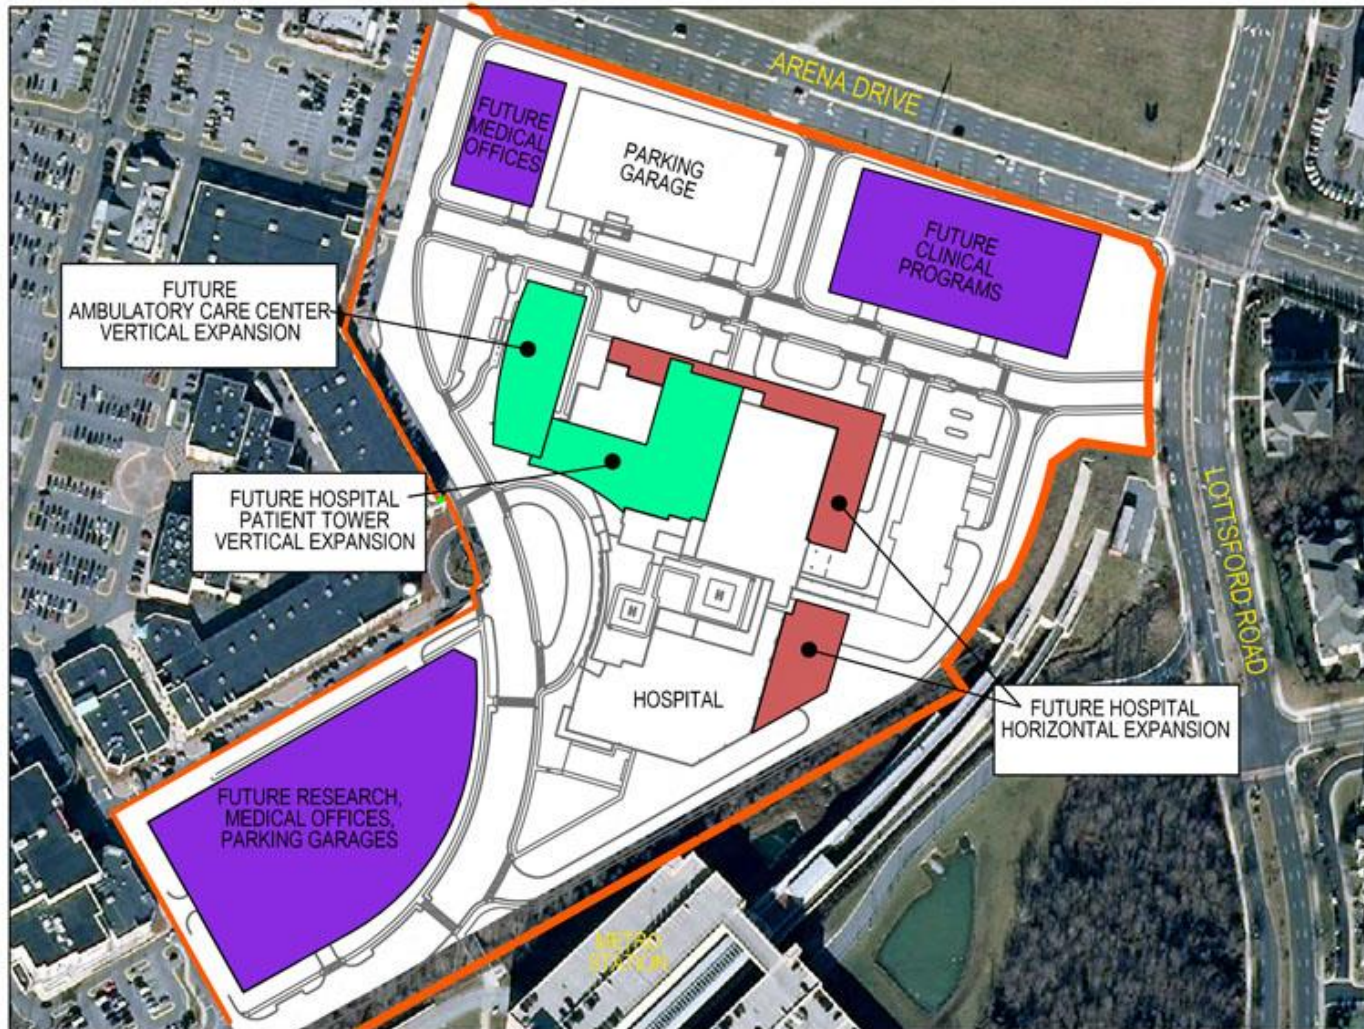 ARENA DRIVE
FUTURE
MEDICAL
OFFICES
PARKING
GARAGE
FUTURE
CLINICAL
PROGRAMS
FUTURE
AMBULATORY CARE CENTER
VERTICAL EXPANSION
FUTURE HOSPITAL
PATIENT TOWER
VERTICAL EXPANSION
LOTTSFORD ROAD
H
H
HOSPITAL
FUTURE HOSPITAL
HORIZONTAL EXPANSION
FUTURE RESEARCH,
MEDICAL OFFICES,
PARKING GARAGES
METRO
STATION